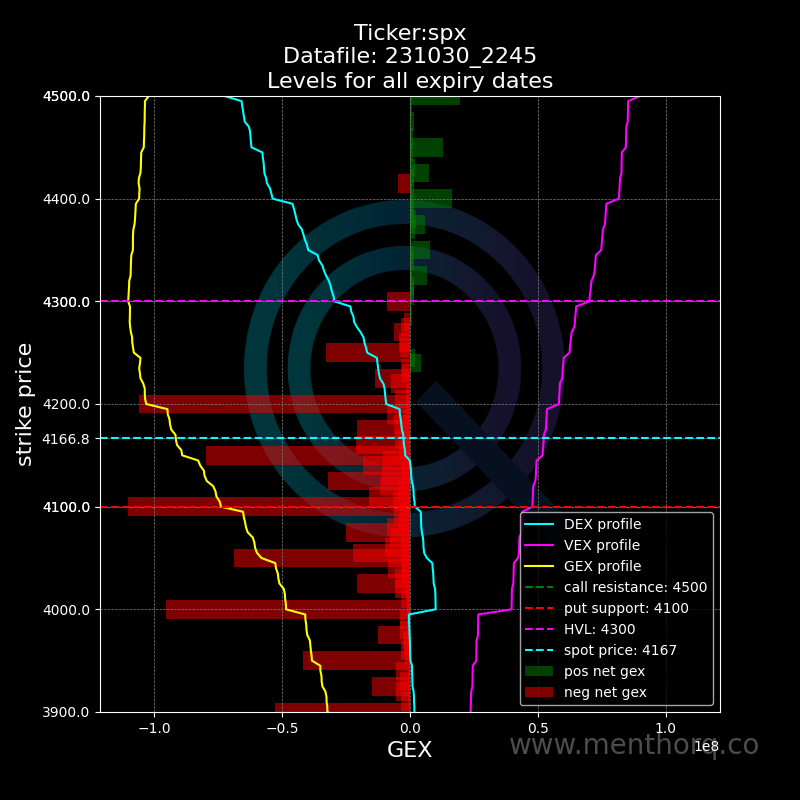 Ticker:spx
Datafile: 231030_2245
Levels for all expiry dates
4500.0
4400.0
4300.0
4200.0
4166.8
4100.0
4000.0
3900.0
strike price
DEX profile
VEX profile
GEX profile
call resistance: 4500
put support: 4100
HVL: 4300
spot price: 4167
pos net gex
neg net gex
−1.0
−0.5
0.0
0.5
1.0
1e8
GEX
www.menthorq.co